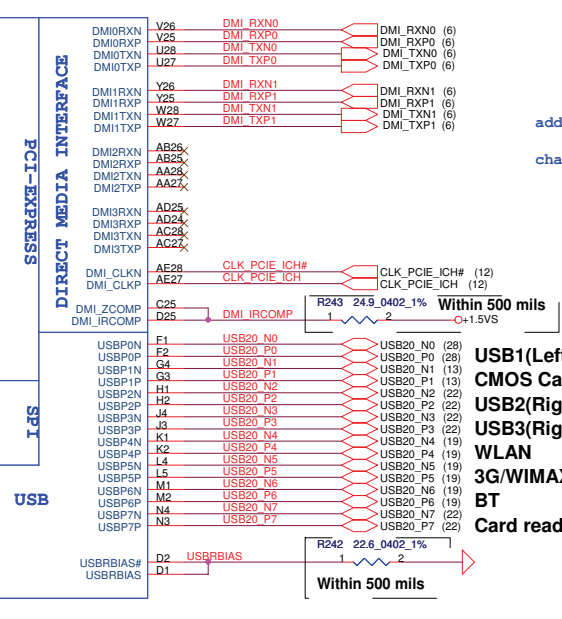 PCI-EXPRESS
DIRECT MEDIA INTERFACE
SPI
USB
DMI0RXN V26 DMI_RXN0 DMI_RXN0 (6)
DMI0RXP V25 DMI_RXP0 DMI_RXP0 (6)
DMI0TXN U28 DMI_TXN0 DMI_TXN0 (6)
DMI0TXP U27 DMI_TXP0 DMI_TXP0 (6)
DMI1RXN Y26 DMI_RXN1 DMI_RXN1 (6)
DMI1RXP Y25 DMI_RXP1 DMI_RXP1 (6)
DMI1TXN W28 DMI_TXN1 DMI_TXN1 (6)
DMI1TXP W27 DMI_TXP1 DMI_TXP1 (6)
add
DMI2RXN AB26
DMI2RXP AB25
cha
DMI2TXN AA28
DMI2TXP AA27
DMI3RXN AD25
DMI3RXP AD24
DMI3TXN AC28
DMI3TXP AC27
DMI_CLKN AE28 CLK_PCIE_ICH# CLK_PCIE_ICH# (12)
DMI_CLKP AE27 CLK_PCIE_ICH CLK_PCIE_ICH (12)
R243 24.9_0402_1% Within 500 mils
DMI_ZCOMP C25
DMI_IRCOMP D25 DMI_IRCOMP 1 2 +1.5VS
USBP0N F1 USB20_N0 USB20_N0 (28)
USBP0P F2 USB20_P0 USB20_P0 (28) USB1(Left
USBP1N G4 USB20_N1 USB20_N1 (13)
USBP1P G3 USB20_P1 USB20_P1 (13) CMOS Ca
USBP2N H1 USB20_N2 USB20_N2 (22)
USBP2P H2 USB20_P2 USB20_P2 (22) USB2(Rig
USBP3N J4 USB20_N3 USB20_N3 (22)
USBP3P J3 USB20_P3 USB20_P3 (22) USB3(Rig
USBP4N K1 USB20_N4 USB20_N4 (19)
USBP4P K2 USB20_P4 USB20_P4 (19) WLAN
USBP5N L4 USB20_N5 USB20_N5 (19)
USBP5P L5 USB20_P5 USB20_P5 (19) 3G/WIMAX
USBP6N M1 USB20_N6 USB20_N6 (19)
USBP6P M2 USB20_P6 USB20_P6 (19) BT
USBP7N N4 USB20_N7 USB20_N7 (22)
USBP7P N3 USB20_P7 USB20_P7 (22) Card read
R242 22.6_0402_1%
USBRBIAS# D2 USBRBIAS 1 2
USBRBIAS D1
Within 500 mils